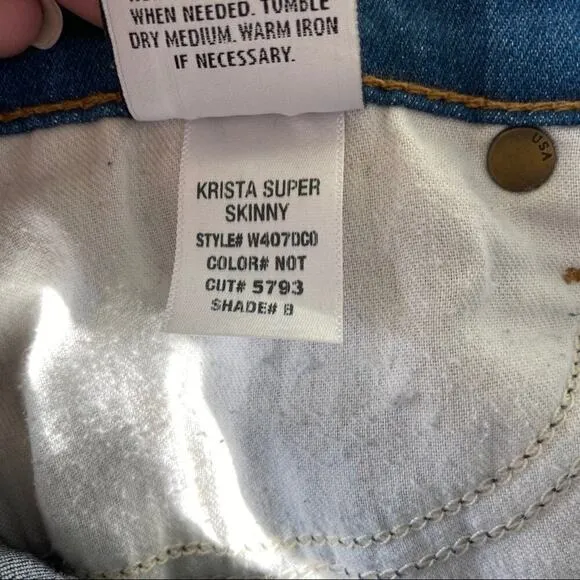 WHEN NEEDED. TUMBLE
DRY MEDIUM. WARM IRON
IF NECESSARY.
USA
KRISTA SUPER
SKINNY
STYLE# W407DCD
COLOR# NOT
CUT# 5793
SHADE# B